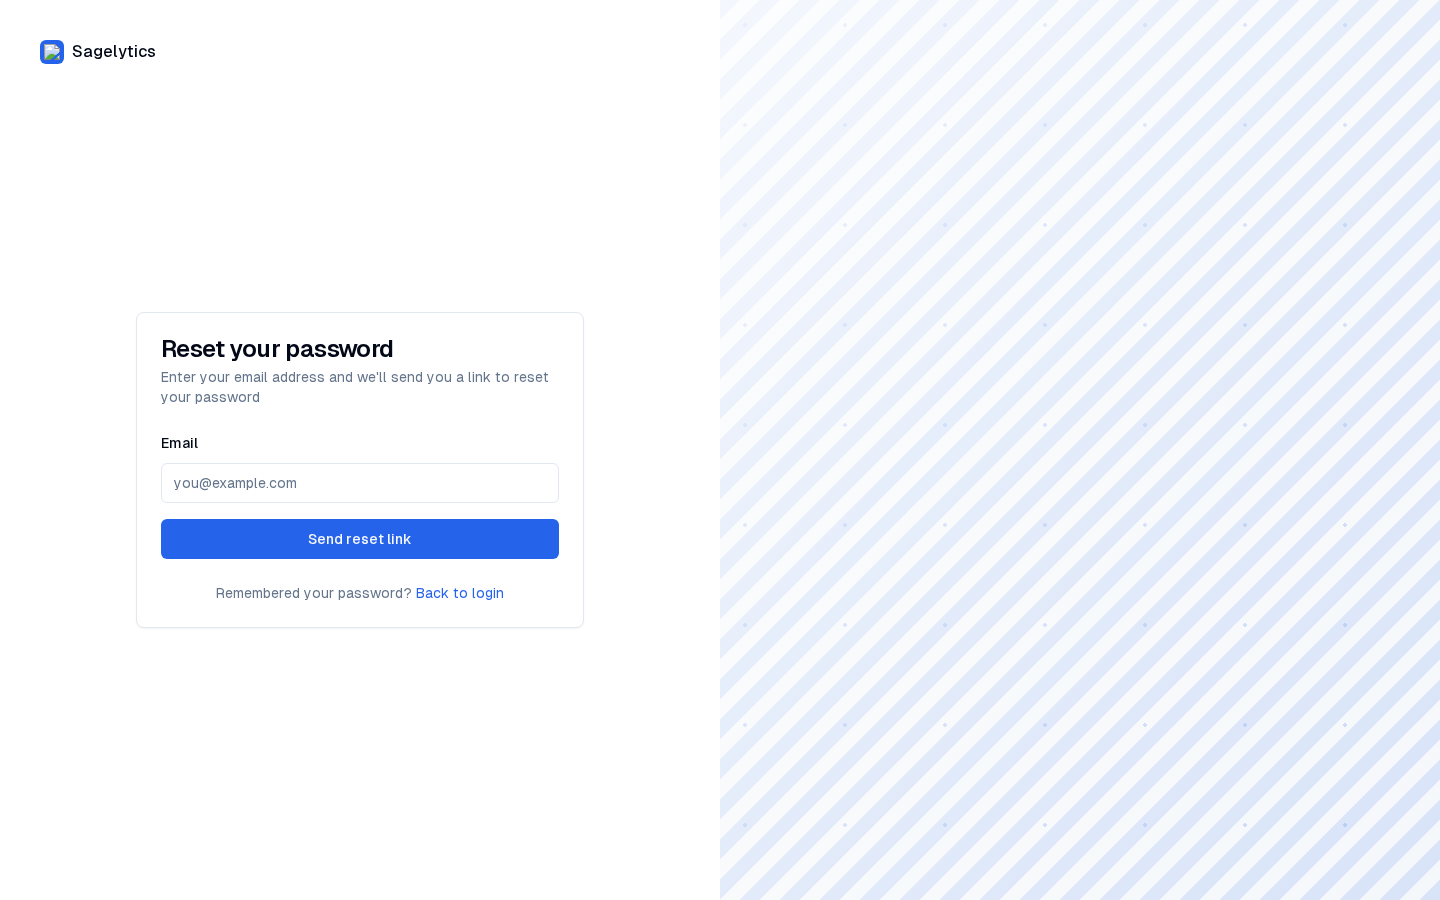 Sagelytics
Reset your password
Enter your email address and we'll send you a link to reset
your password
Email
you@example.com
Send reset link
Remembered your password? Back to login